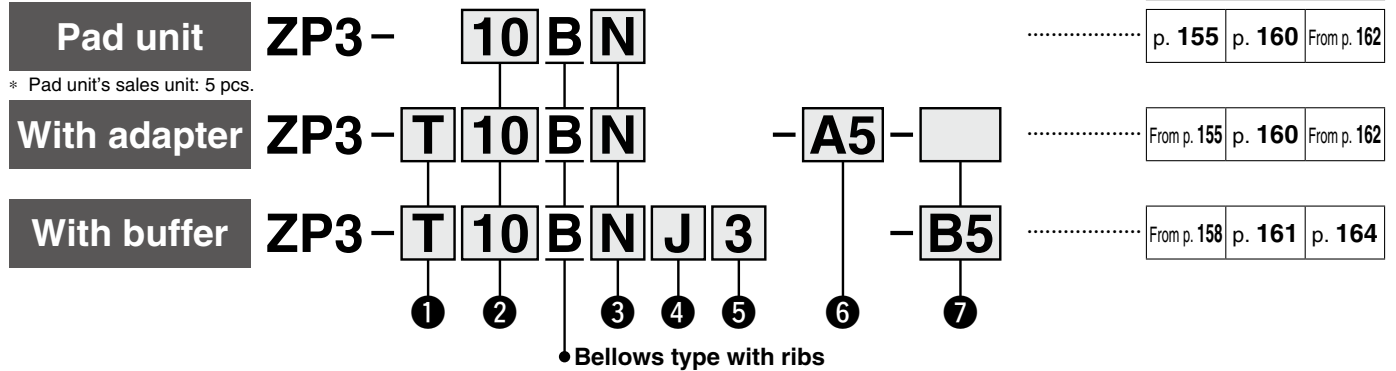 Pad unit ZP3- 10 B N .................... p. 155 p. 160 From p. 162
* Pad unit's sales unit: 5 pcs.
With adapter ZP3-T 10 B N -A5- .................... From p. 155 p. 160 From p. 162
With buffer ZP3-T 10 B N J 3 -B5 .................... From p. 158 p. 161 p. 164
❶ ❷ ❸ ❹ ❺ ❻ ❼
●Bellows type with ribs